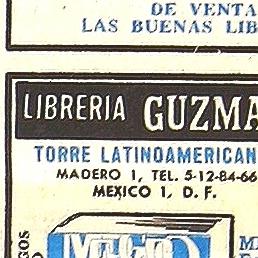 DE VENTA
LAS BUENAS LIB
LIBRERIA GUZMA
TORRE LATINOAMERICAN
MADERO 1, TEL. 5-12-84-66
MEXICO 1, D. F.